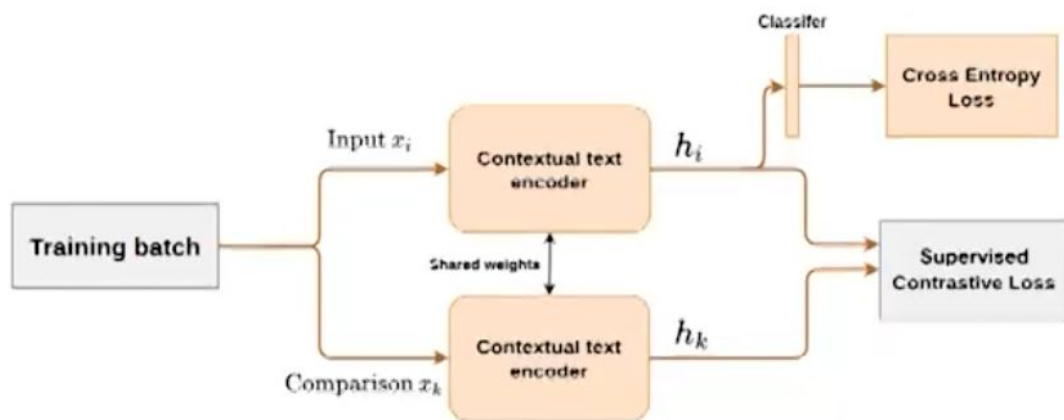 Classifer
Cross Entropy
Loss
Input x_i
Contextual text
encoder
h_i
Training batch
Shared weights
Supervised
Contrastive Loss
Contextual text
encoder
h_k
Comparison x_k